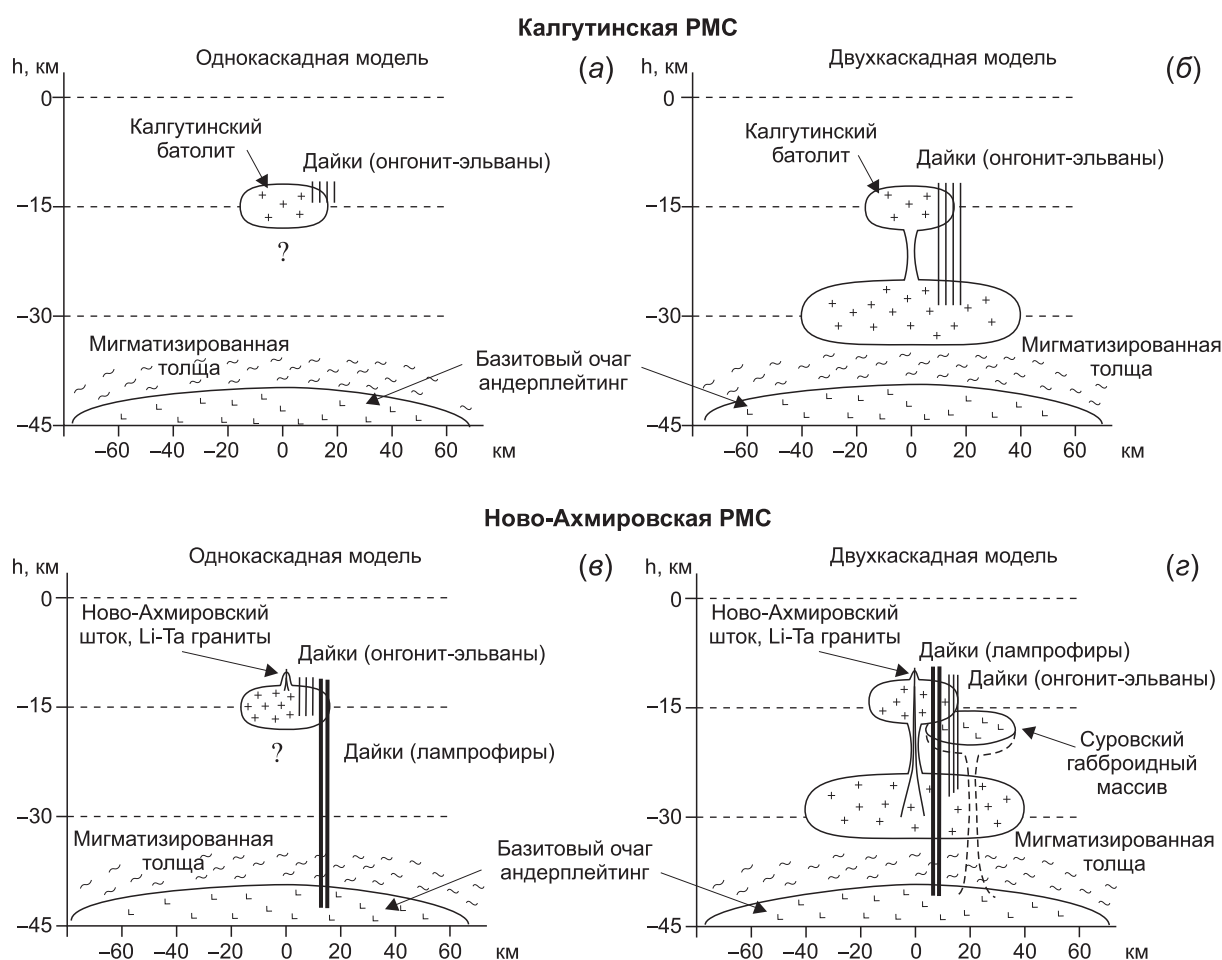 Калгутинская РМС
Однокаскадная модель
(а)
h, км
0
Калгутинский
батолит
Дайки (онгонит-эльваны)
–15
?
–30
Мигматизированная
толща
Базитовый очаг
андерплейтинг
–45
–60 –40 –20 0 20 40 60 км
Двухкаскадная модель
(б)
h, км
0
Калгутинский
батолит
Дайки (онгонит-эльваны)
–15
–30
Мигматизированная
толща
–45
–60 –40 –20 0 20 40 60 км
Ново-Ахмировская РМС
Однокаскадная модель
(в)
h, км
0
Ново-Ахмировский
шток, Li-Ta граниты
Дайки (онгонит-эльваны)
–15
?
Дайки (лампрофиры)
–30
Мигматизированная
толща
Базитовый очаг
андерплейтинг
–45
–60 –40 –20 0 20 40 60 км
Двухкаскадная модель
(г)
h, км
0
Ново-Ахмировский
шток, Li-Ta граниты
Дайки (лампрофиры)
Дайки (онгонит-эльваны)
–15
Суровский
габброидный
массив
–30
Мигматизированная
толща
–45
–60 –40 –20 0 20 40 60 км